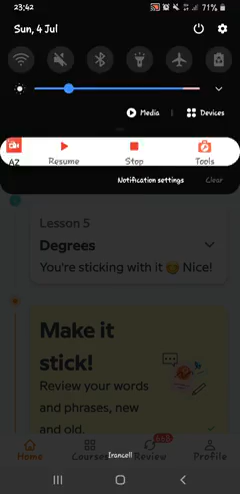 23:42
71%
Sun, 4 Jul
Media
Devices
AZ
Resume
Stop
Tools
Notification settings
Clear
Lesson 5
Degrees
You're sticking with it 😊 Nice!
Make it
stick!
Review your words
and phrases, new
and old.
Irancell
Home
Courses
Review
Profile